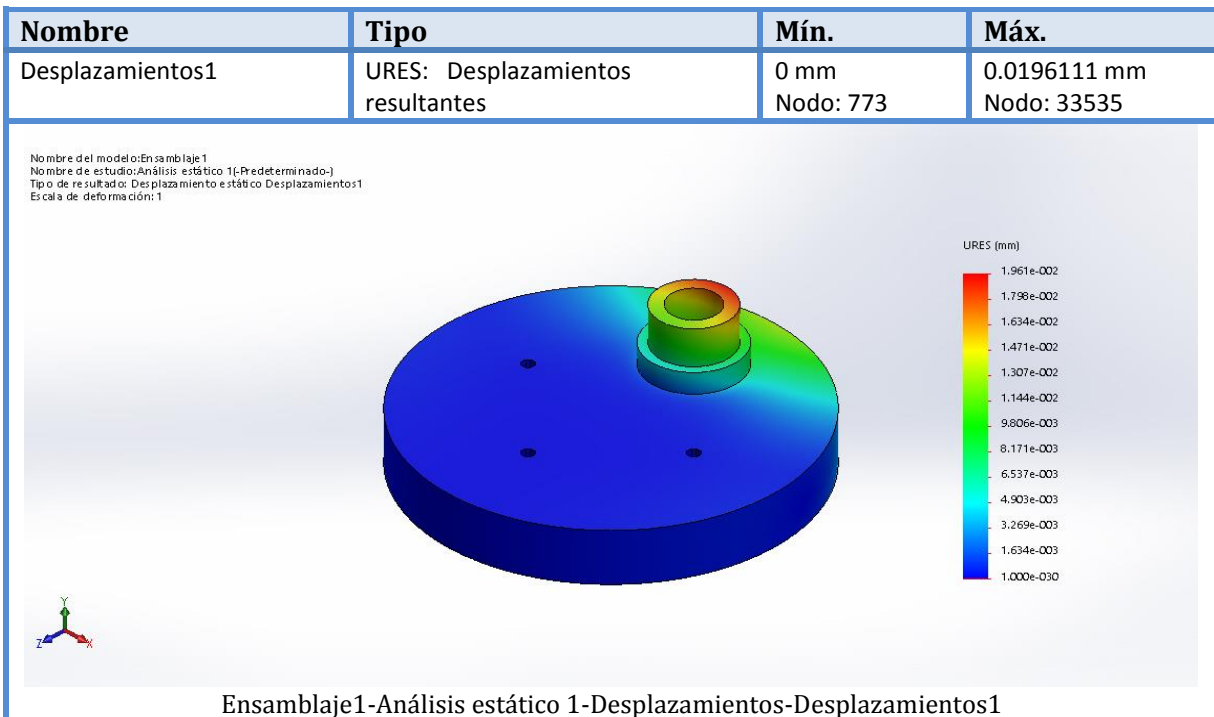 Nombre Tipo Mín. Máx.
Desplazamientos1 URES: Desplazamientos 0 mm 0.0196111 mm
resultantes Nodo: 773 Nodo: 33535
Nombre del modelo:Ensamblaje1
Nombre de estudio:Análisis estático 1(-Predeterminado-)
Tipo de resultado: Desplazamiento estático Desplazamientos1
Escala de deformación: 1
URES (mm)
1.961e-002
1.798e-002
1.634e-002
1.471e-002
1.307e-002
1.144e-002
9.806e-003
8.171e-003
6.537e-003
4.903e-003
3.269e-003
1.634e-003
1.000e-030
Y
Z X
Ensamblaje1-Análisis estático 1-Desplazamientos-Desplazamientos1